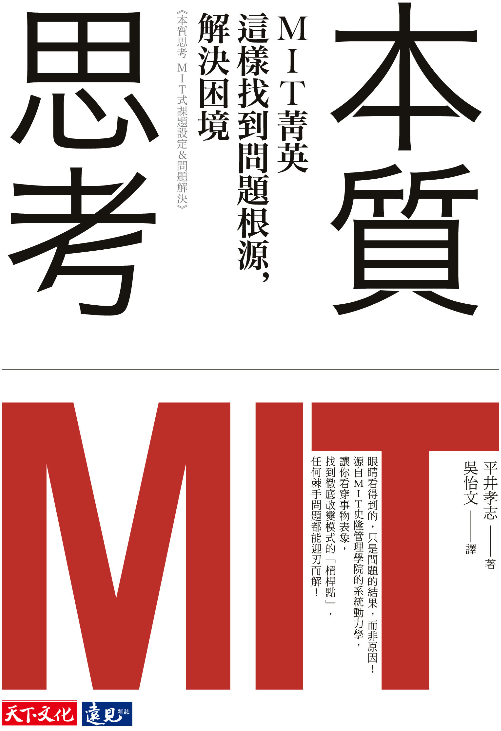 本質
思考
MIT菁英
這樣找到問題根源，
解決困境
《本質思考 MIT式課題設定&問題解決》
MIT
平井孝志——著
吳怡文——譯
眼睛看得到的，只是問題的結果，而非原因！
源自MIT史隆管理學院的系統動力學，
讓你看穿事物表象，
找到徹底改變模式的「槓桿點」，
任何棘手問題都能迎刃而解！
天下文化
遠見